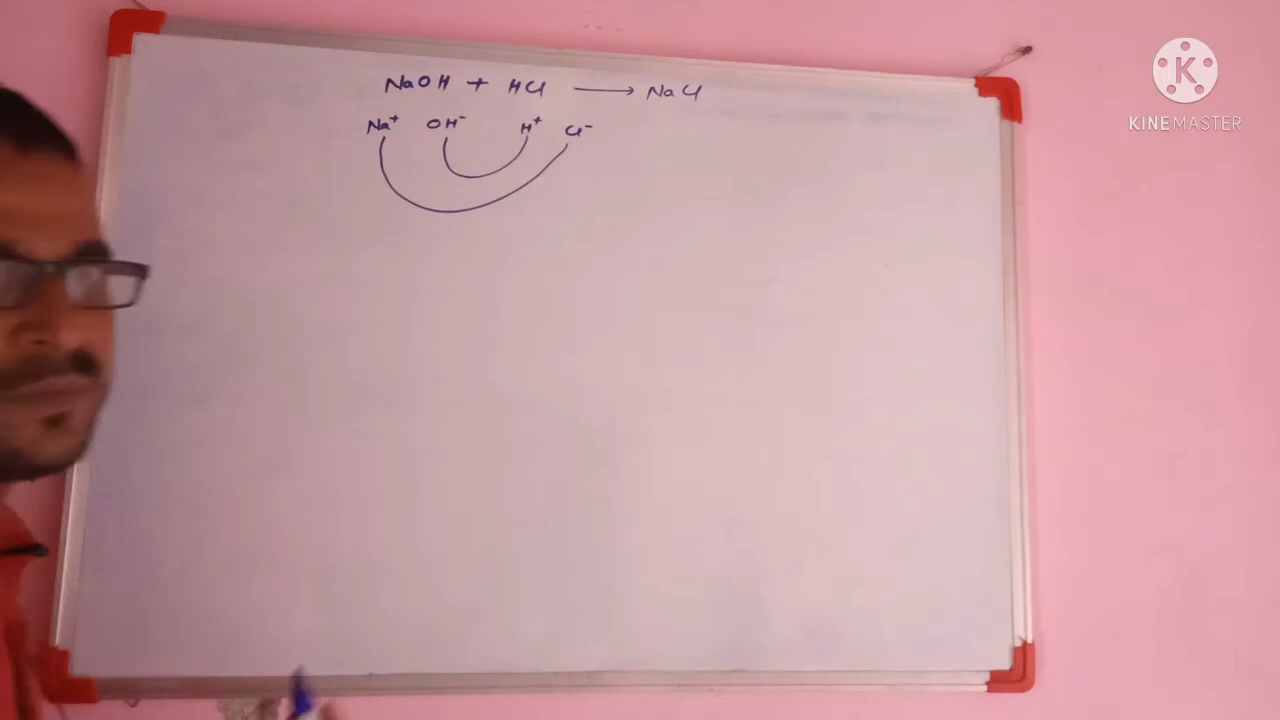 NaOH + HCl ⟶ NaCl
Na⁺ OH⁻ H⁺ Cl⁻
K
KINEMASTER